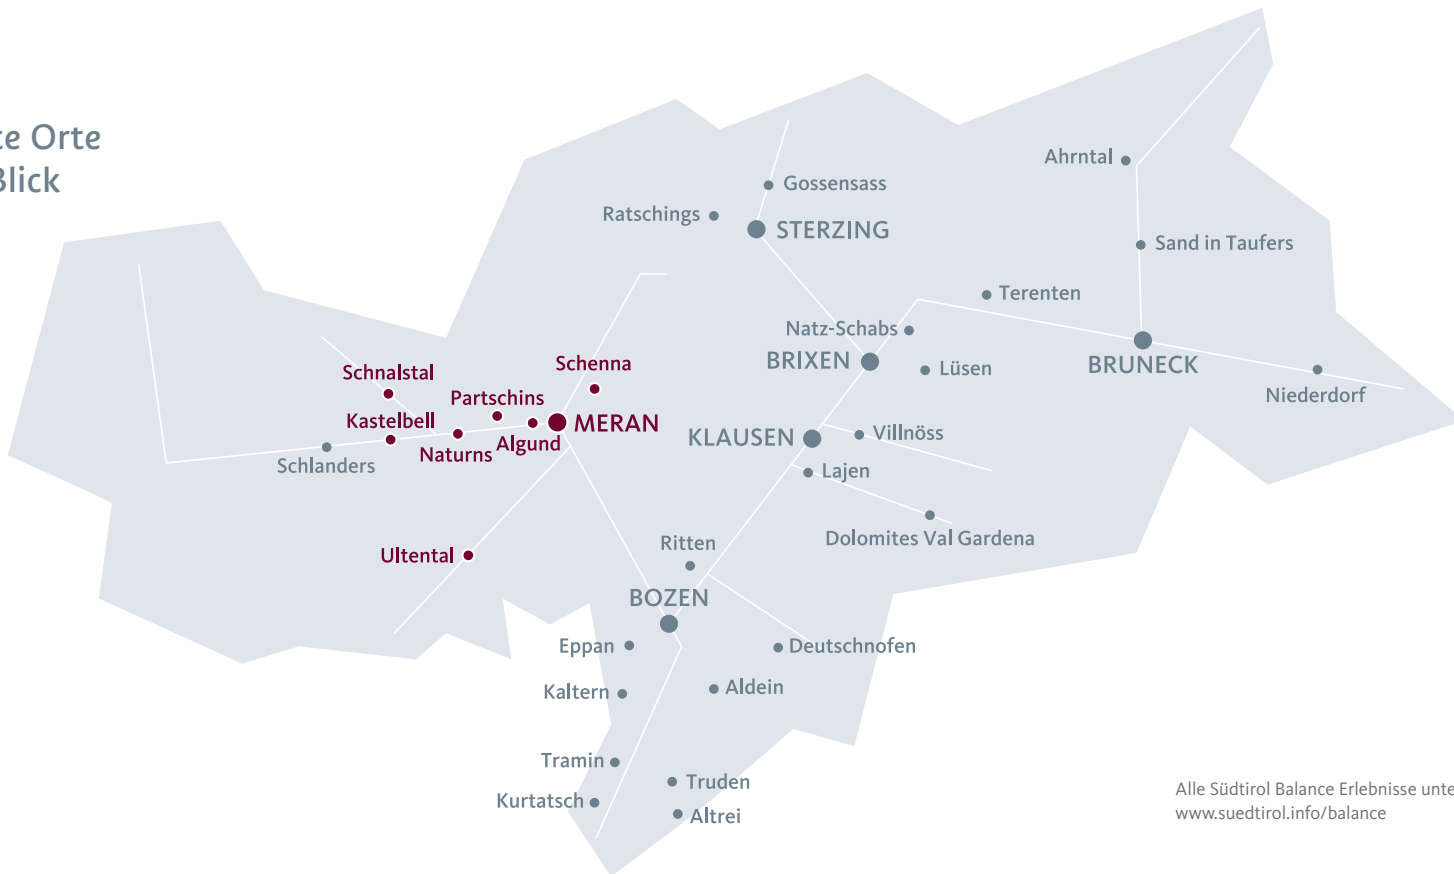 te Orte
Blick
Ahrntal
Gossensass
Ratschings
STERZING
Sand in Taufers
Terenten
Natz-Schabs
BRIXEN
Lüsen
BRUNECK
Niederdorf
Schnalstal
Schenna
Partschins
Kastelbell
MERAN
Algund
Naturns
Schlanders
KLAUSEN
Villnöss
Lajen
Dolomites Val Gardena
Ultental
Ritten
BOZEN
Eppan
Deutschnofen
Kaltern
Aldein
Tramin
Truden
Kurtatsch
Altrei
Alle Südtirol Balance Erlebnisse unte
www.suedtirol.info/balance